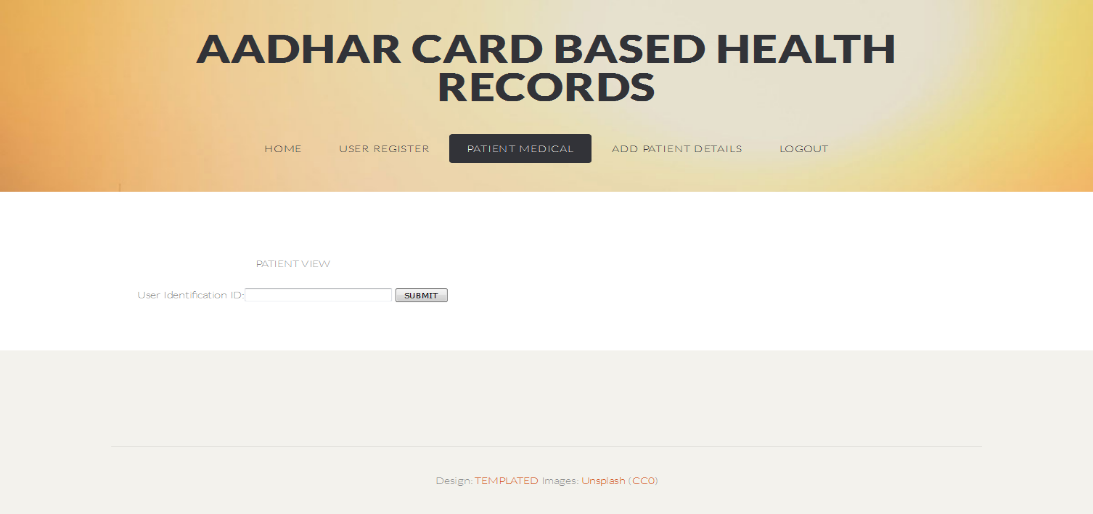 AADHAR CARD BASED HEALTH
RECORDS
HOME USER REGISTER PATIENT MEDICAL ADD PATIENT DETAILS LOGOUT
PATIENT VIEW
User Identification ID: SUBMIT
Design: TEMPLATED Images: Unsplash (CC0)